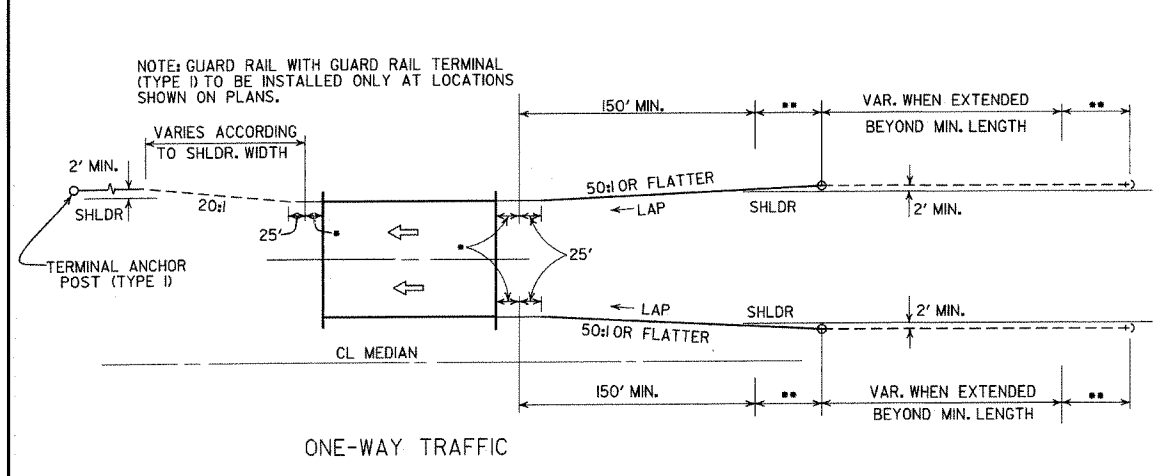 NOTE: GUARD RAIL WITH GUARD RAIL TERMINAL
(TYPE I) TO BE INSTALLED ONLY AT LOCATIONS
SHOWN ON PLANS.
150' MIN.
**
VAR. WHEN EXTENDED
BEYOND MIN. LENGTH
**
VARIES ACCORDING
TO SHLDR. WIDTH
2' MIN.
SHLDR
20:1
50:1 OR FLATTER
LAP
SHLDR
2' MIN.
25'
*
*
25'
TERMINAL ANCHOR
POST (TYPE I)
LAP
SHLDR
2' MIN.
50:1 OR FLATTER
CL MEDIAN
150' MIN.
**
VAR. WHEN EXTENDED
BEYOND MIN. LENGTH
**
ONE-WAY TRAFFIC